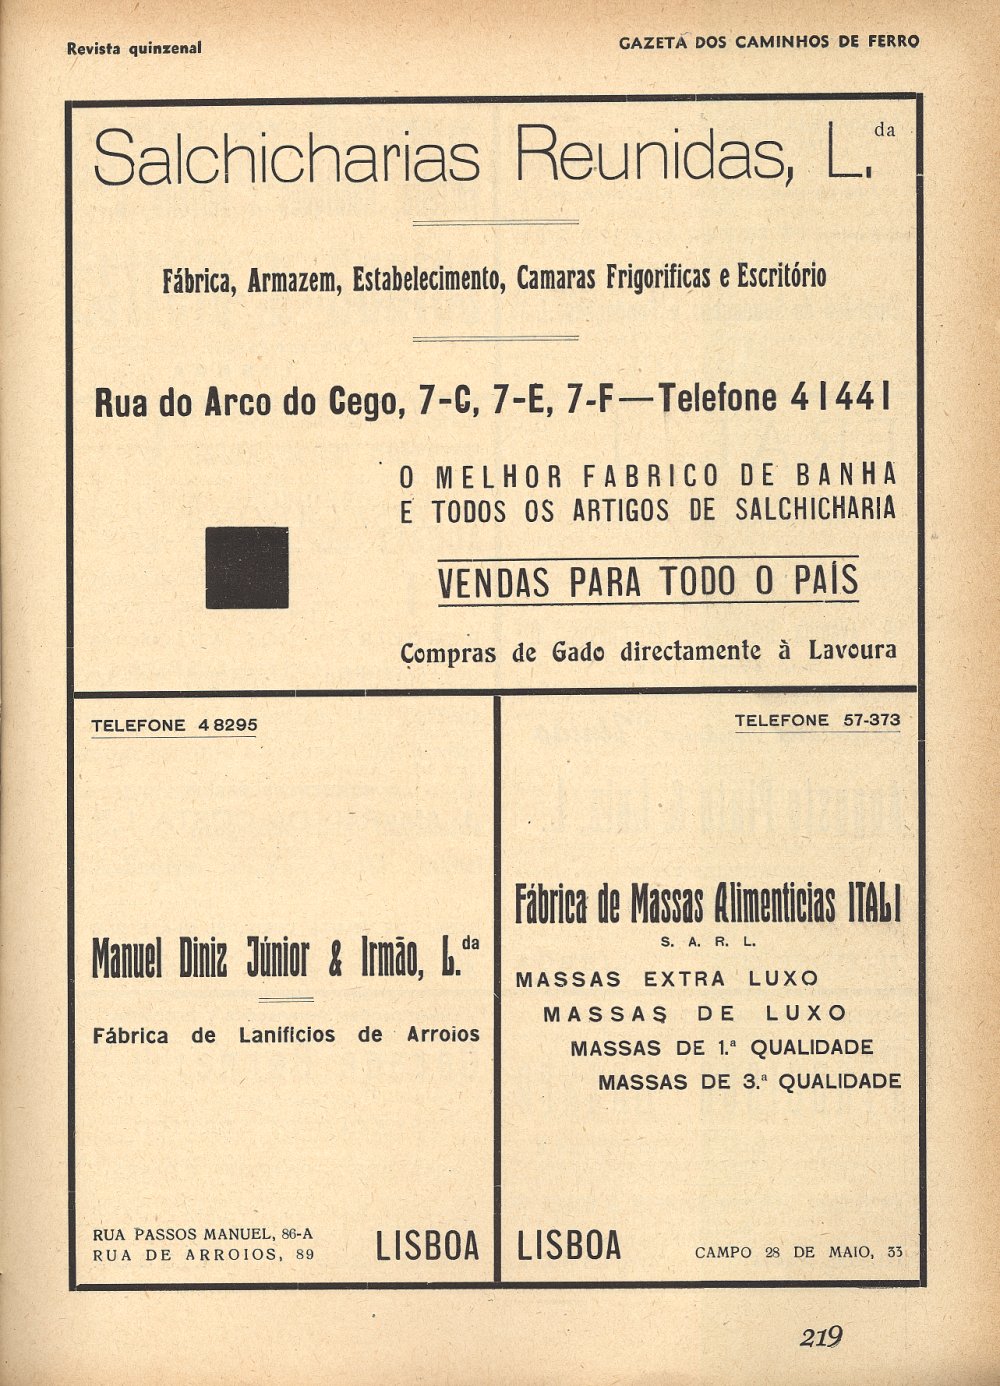 Revista quinzenal
GAZETA DOS CAMINHOS DE FERRO
Salchicharias Reunidas, L.da
Fábrica, Armazem, Estabelecimento, Camaras Frigorificas e Escritório
Rua do Arco do Cego, 7-C, 7-E, 7-F—Telefone 41441
O MELHOR FABRICO DE BANHA
E TODOS OS ARTIGOS DE SALCHICHARIA
VENDAS PARA TODO O PAÍS
Compras de Gado directamente à Lavoura
TELEFONE 48295
Manuel Diniz Júnior & Irmão, L.da
Fábrica de Lanificios de Arroios
RUA PASSOS MANUEL, 86-A
RUA DE ARROIOS, 89
LISBOA
TELEFONE 57-373
Fábrica de Massas Alimenticias ITALI
S. A. R. L.
MASSAS EXTRA LUXO
MASSAS DE LUXO
MASSAS DE 1.ª QUALIDADE
MASSAS DE 3.ª QUALIDADE
LISBOA
CAMPO 28 DE MAIO, 33
219